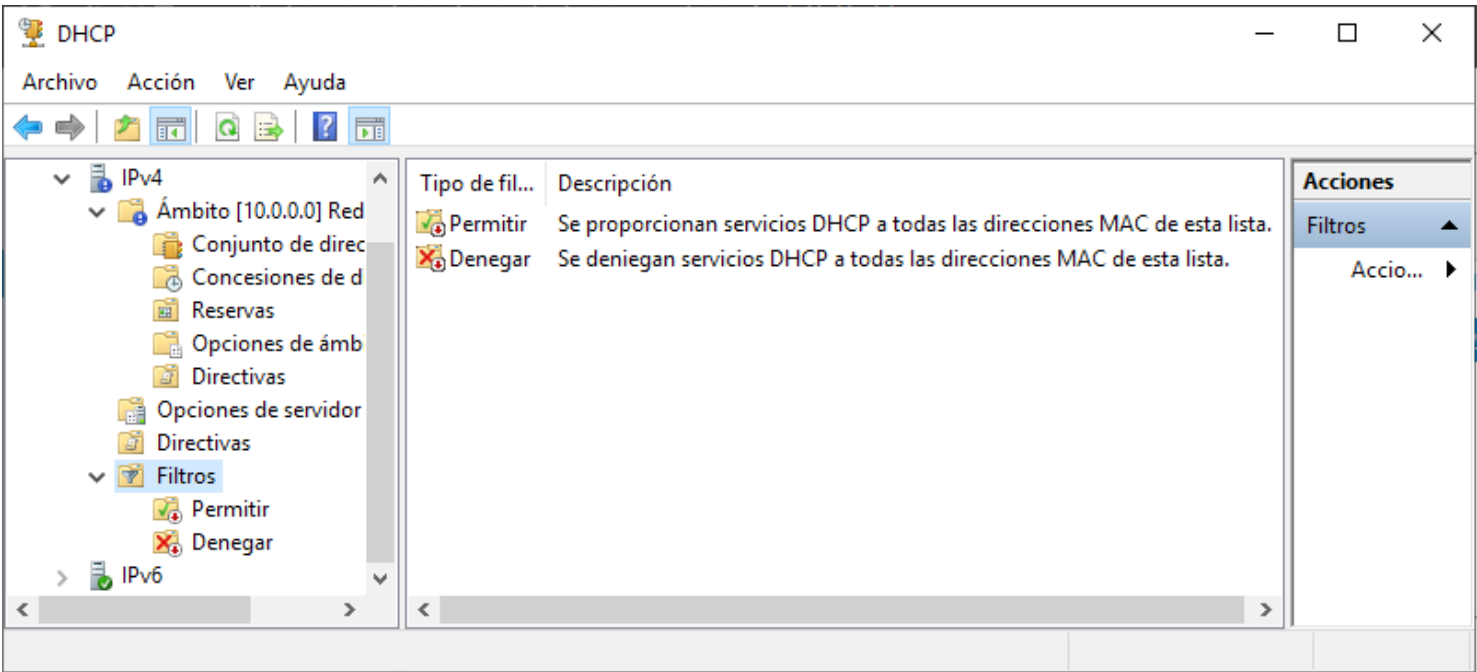 DHCP
Archivo Acción Ver Ayuda
IPv4
Ámbito [10.0.0.0] Red
Conjunto de direc
Concesiones de d
Reservas
Opciones de ámb
Directivas
Opciones de servidor
Directivas
Filtros
Permitir
Denegar
IPv6
Tipo de fil... Descripción
Permitir Se proporcionan servicios DHCP a todas las direcciones MAC de esta lista.
Denegar Se deniegan servicios DHCP a todas las direcciones MAC de esta lista.
Acciones
Filtros
Accio...